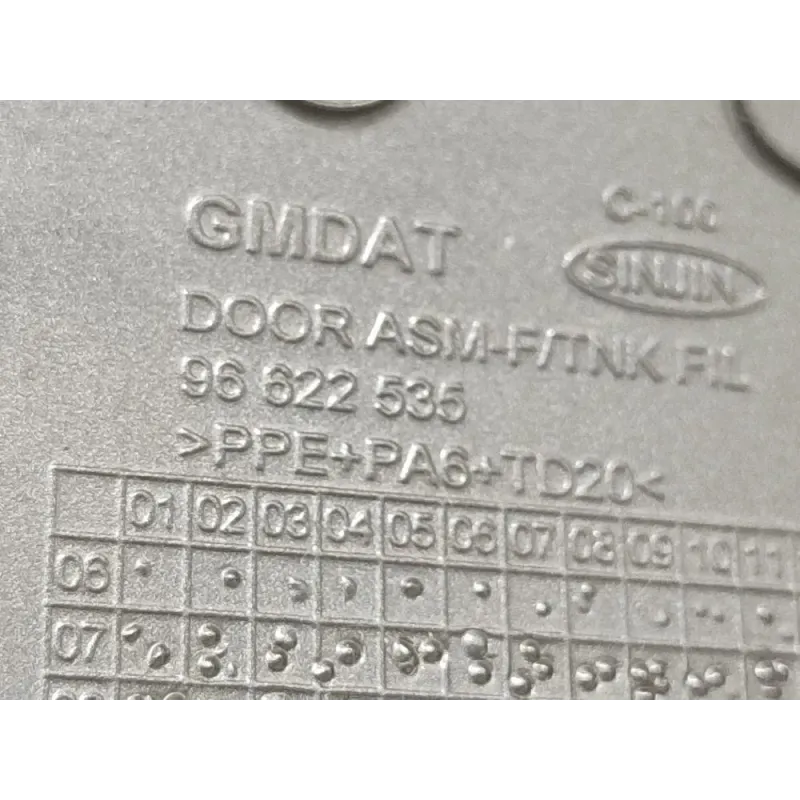 GMDAT
C-100
SINJIN
DOOR ASM-F/TNK FIL
96 622 535
>PPE+PA6+TD20<
01 02 03 04 05 06 07 08 09 10 11
06
07